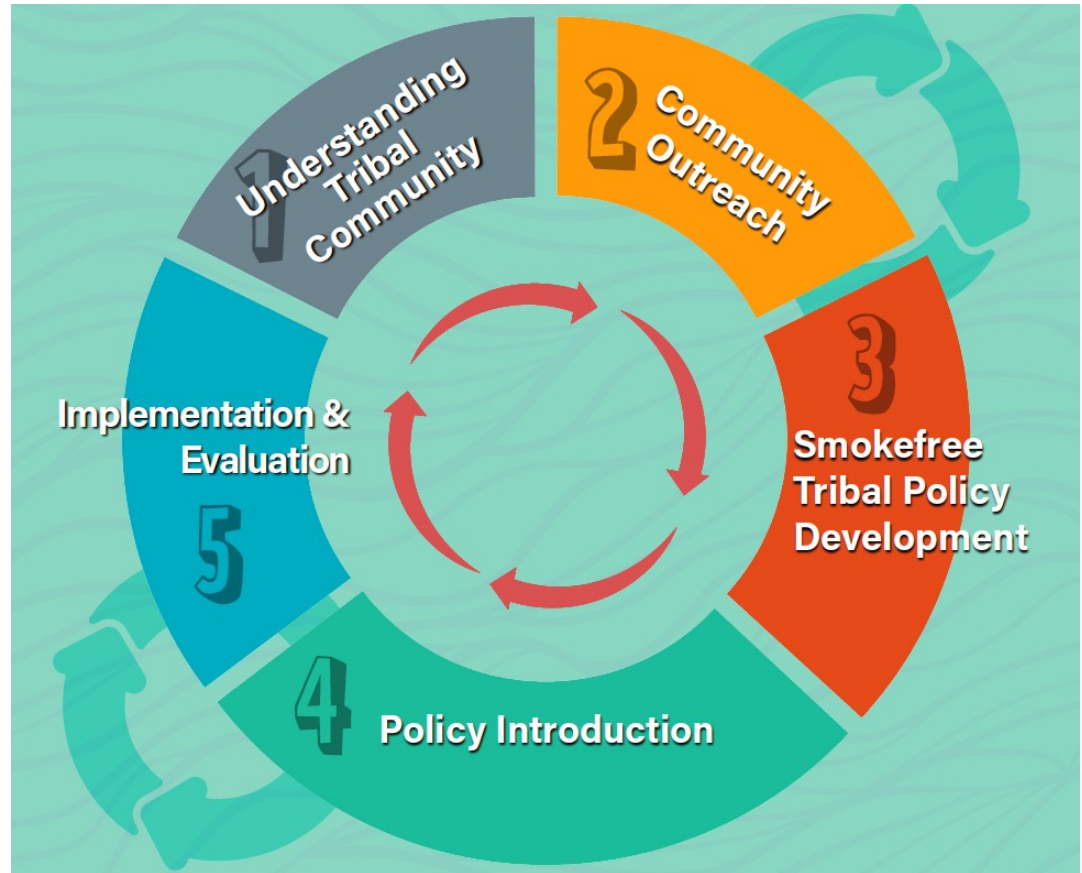 1
Understanding
Tribal
Community
2
Community
Outreach
3
Smokefree
Tribal Policy
Development
4
Policy Introduction
Implementation &
Evaluation
5